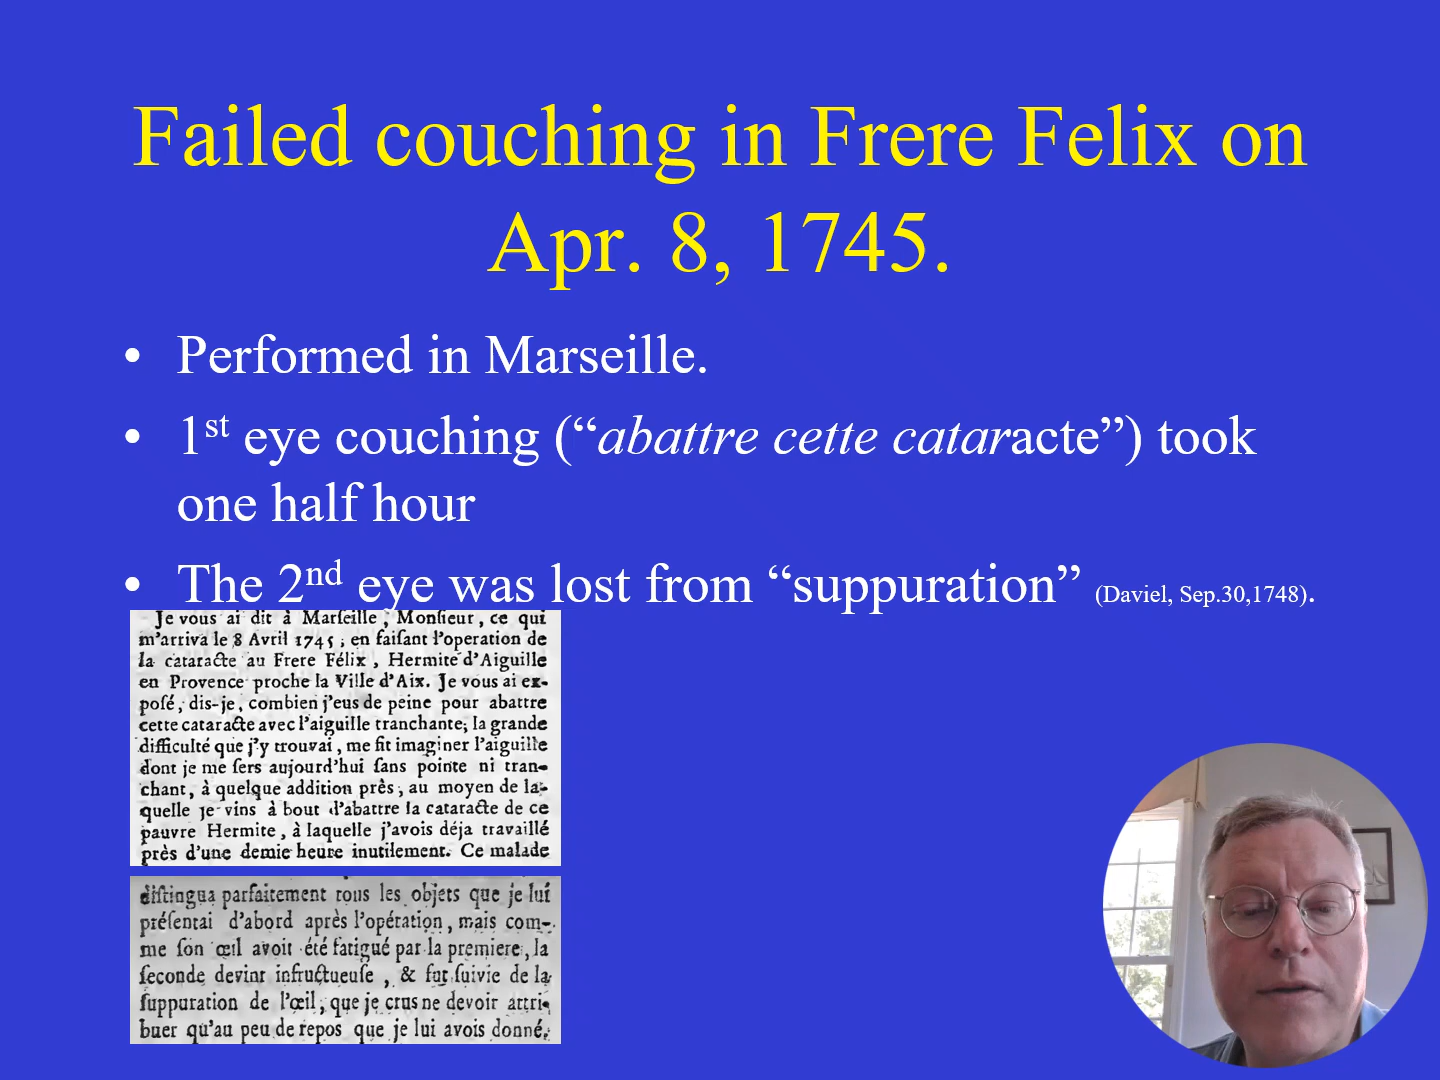 Failed couching in Frere Felix on
Apr. 8, 1745.
• Performed in Marseille.
• 1st eye couching (“abattre cette cataracte”) took
one half hour
• The 2nd eye was lost from “suppuration” (Daviel, Sep.30,1748).
Je vous ai dit à Marſeille, Monſieur, ce qui
m'arriva le 8 Avril 1745; en faiſant l'operation de
la cataracte au Frere Félix, Hermite d'Aiguille
en Provence proche la Ville d'Aix. Je vous ai ex-
poſé, dis-je, combien j'eus de peine pour abattre
cette cataracte avec l'aiguille tranchante; la grande
difficulté que j'y trouvai, me fit imaginer l'aiguille
dont je me ſers aujourd'hui ſans pointe ni tran-
chant, à quelque addition près, au moyen de la-
quelle je vins à bout d'abattre la cataracte de ce
pauvre Hermite, à laquelle j'avois déja travaillé
près d'une demie heure inutilement. Ce malade
diſtingua parfaitement tous les objets que je lui
préſentai d'abord après l'opération, mais com-
me ſon œil avoit été fatigué par la premiere, la
ſeconde devint infructueuſe, & fut ſuivie de la
ſuppuration de l'œil, que je crus ne devoir attri-
buer qu'au peu de repos que je lui avois donné.